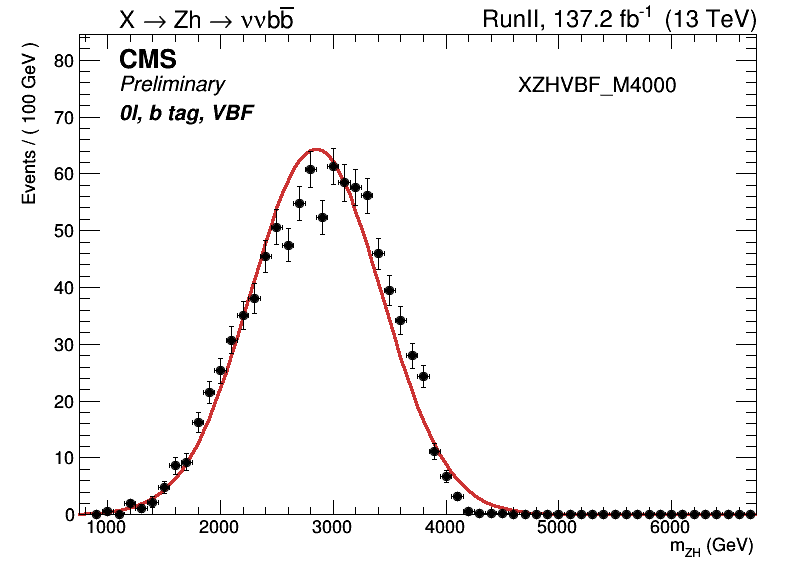 X → Zh → ννbb̅
RunII, 137.2 fb⁻¹ (13 TeV)
CMS
Preliminary
0l, b tag, VBF
XZHVBF_M4000
Events / ( 100 GeV )
80
70
60
50
40
30
20
10
0
1000 2000 3000 4000 5000 6000
m_ZH (GeV)